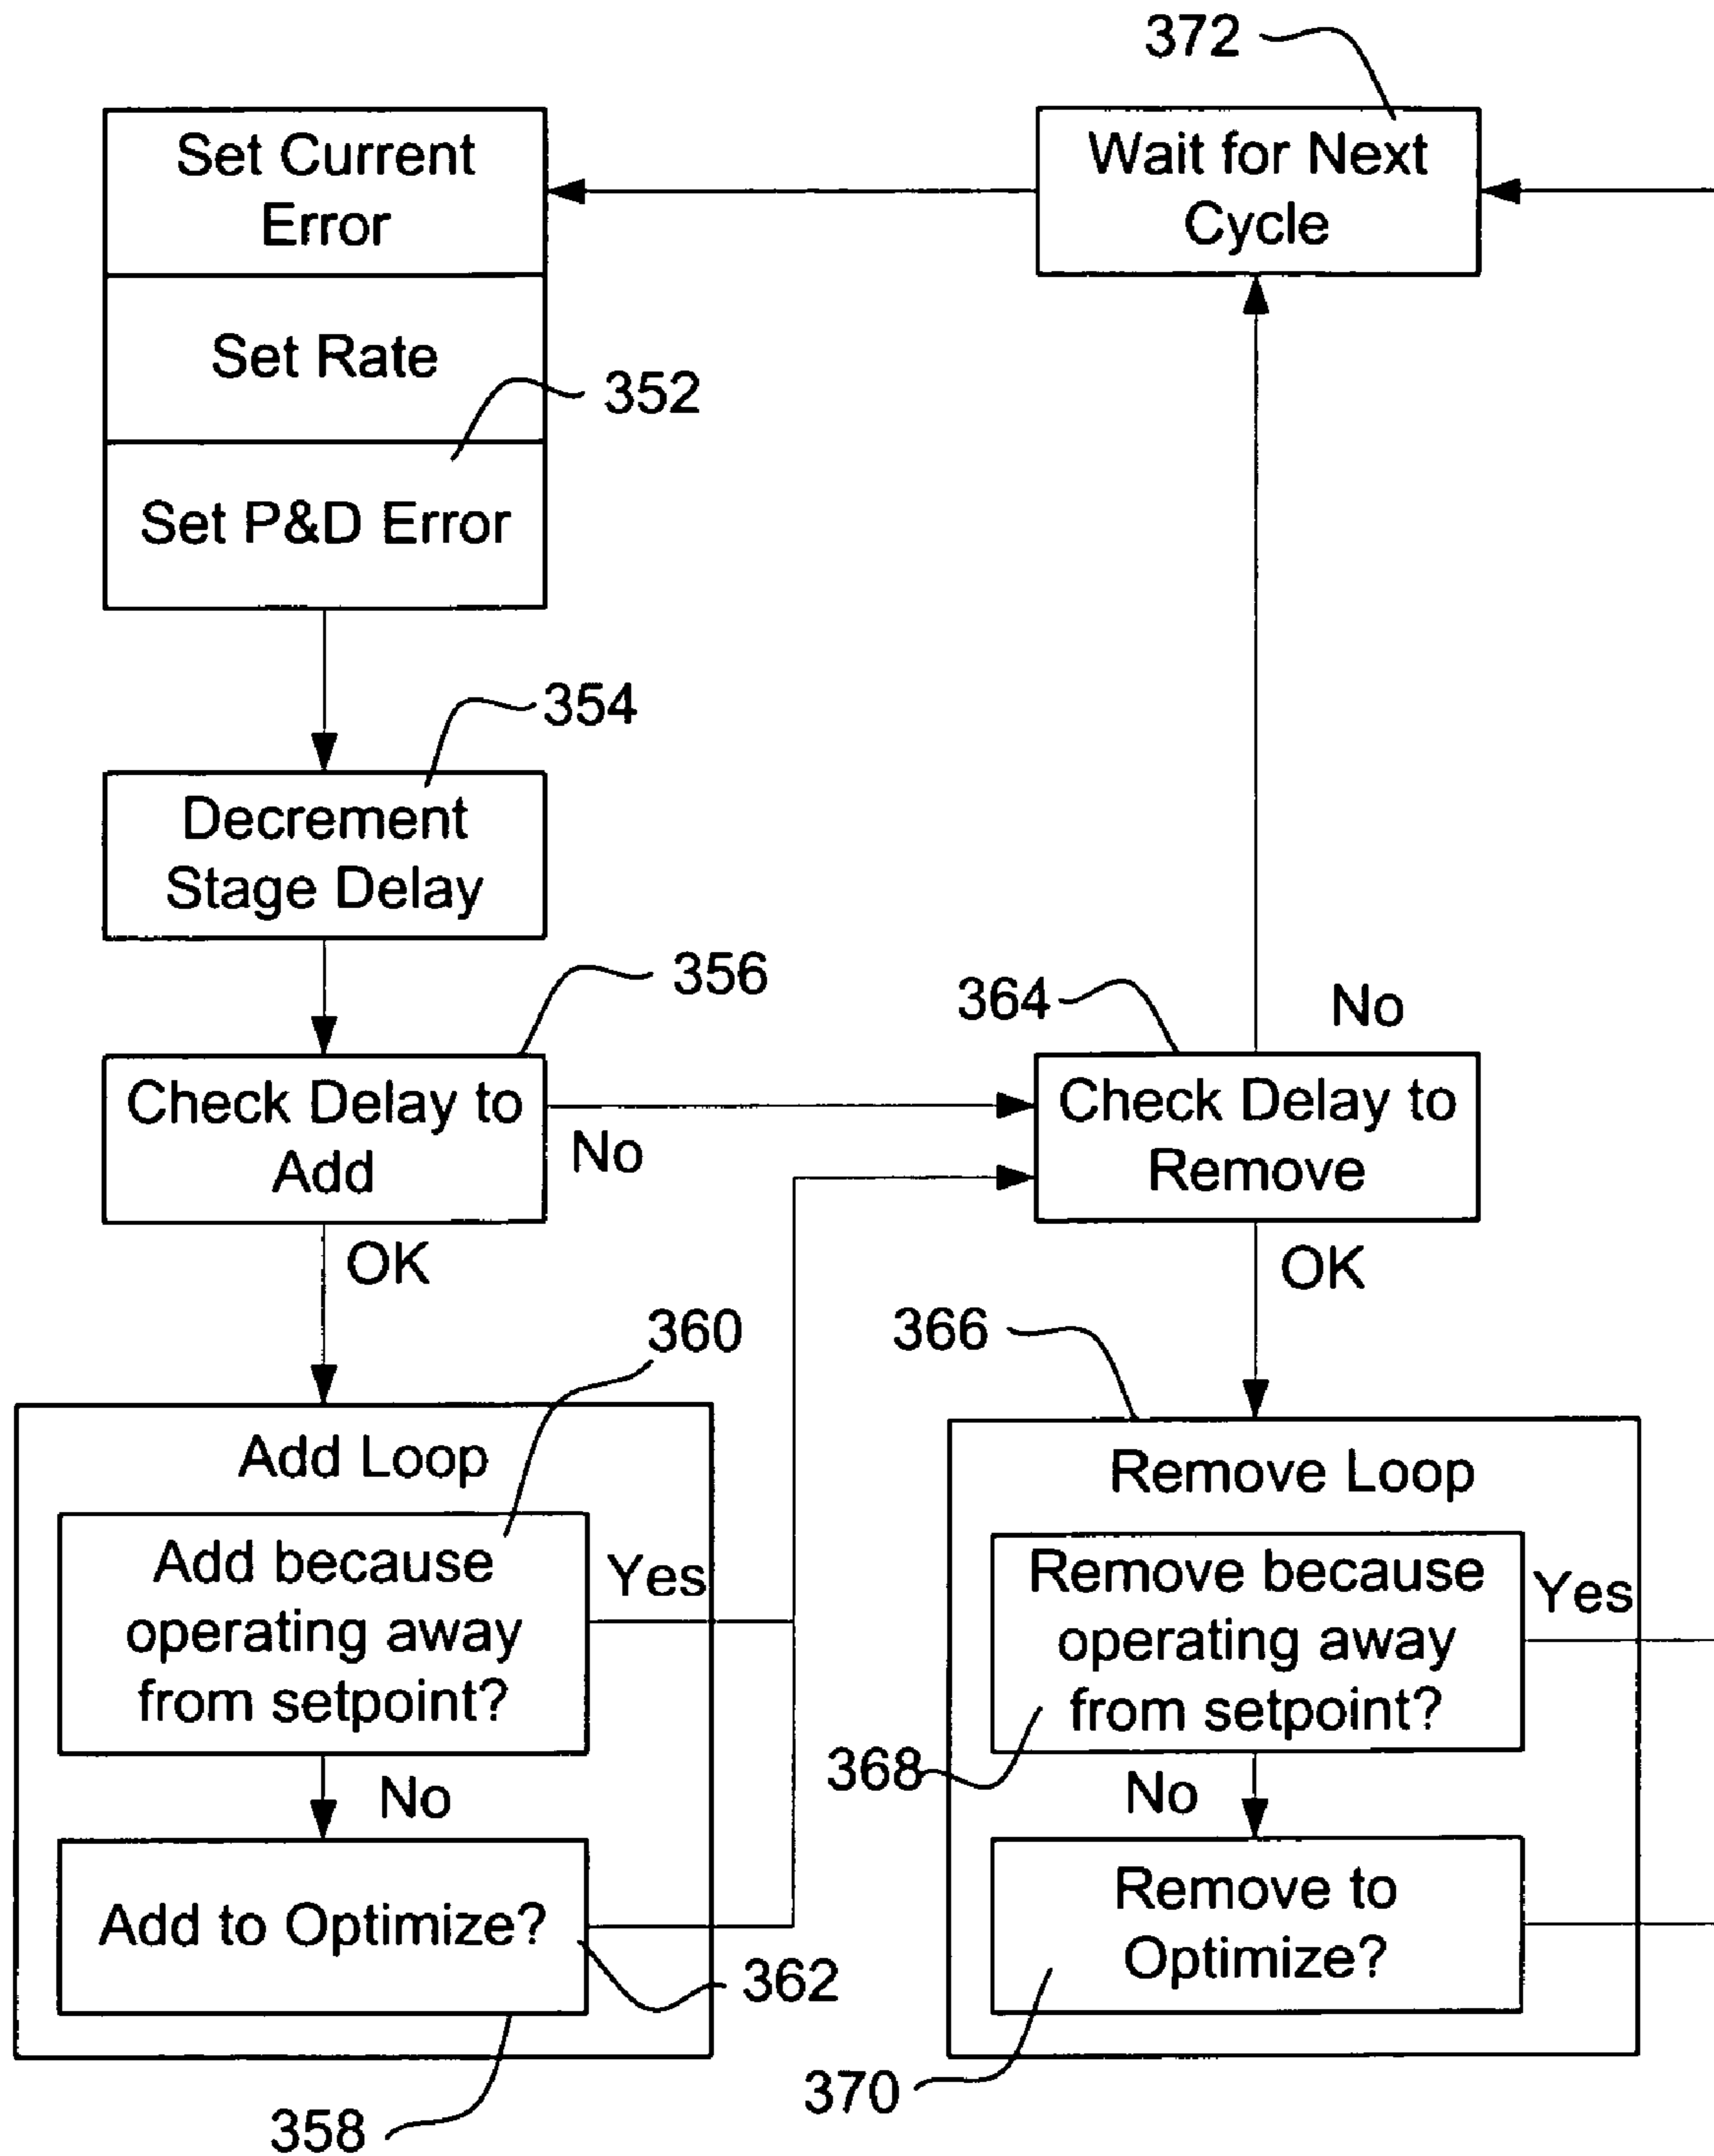 372
Set Current
Error
Wait for Next
Cycle
Set Rate
352
Set P&D Error
354
Decrement
Stage Delay
356
364
No
Check Delay to
Add
No
Check Delay to
Remove
OK
OK
360
366
Add Loop
Remove Loop
Add because
operating away
from setpoint?
Yes
Remove because
operating away
from setpoint?
Yes
368
No
No
Add to Optimize?
362
Remove to
Optimize?
370
358